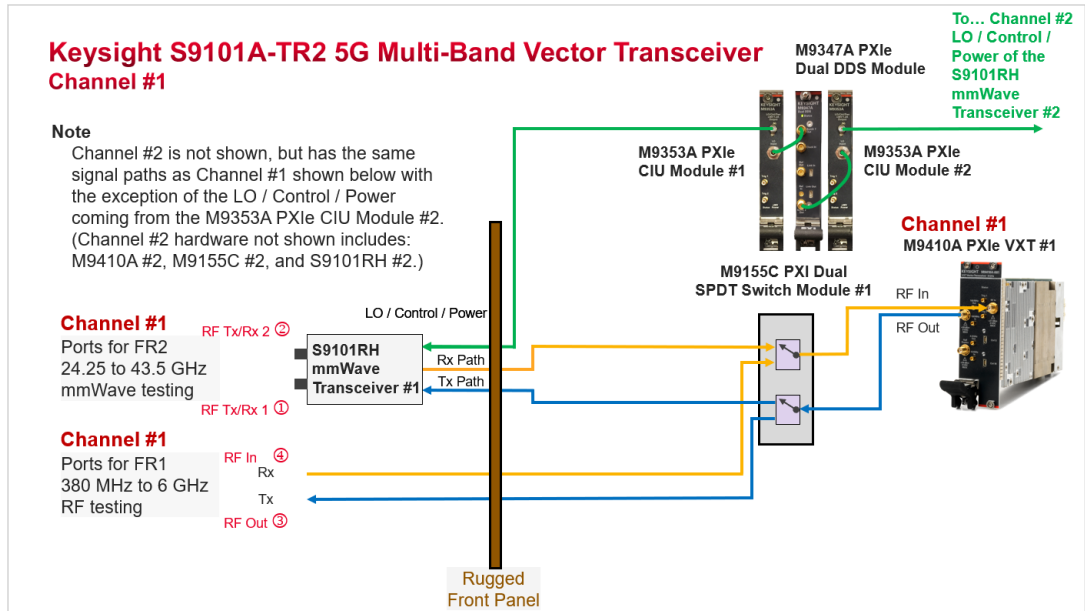 Keysight S9101A-TR2 5G Multi-Band Vector Transceiver
Channel #1
M9347A PXIe
Dual DDS Module
To… Channel #2
LO / Control /
Power of the
S9101RH
mmWave
Transceiver #2
Note
Channel #2 is not shown, but has the same
signal paths as Channel #1 shown below with
the exception of the LO / Control / Power
coming from the M9353A PXIe CIU Module #2.
(Channel #2 hardware not shown includes:
M9410A #2, M9155C #2, and S9101RH #2.)
M9353A PXIe
CIU Module #1
M9353A PXIe
CIU Module #2
Channel #1
M9410A PXIe VXT #1
M9155C PXI Dual
SPDT Switch Module #1
RF In
RF Out
LO / Control / Power
Channel #1
Ports for FR2
24.25 to 43.5 GHz
mmWave testing
RF Tx/Rx 2 ②
RF Tx/Rx 1 ①
S9101RH
mmWave
Transceiver #1
Rx Path
Tx Path
Channel #1
Ports for FR1
380 MHz to 6 GHz
RF testing
RF In ④
Rx
Tx
RF Out ③
Rugged
Front Panel
KEYSIGHT
KEYSIGHT
KEYSIGHT
KEYSIGHT